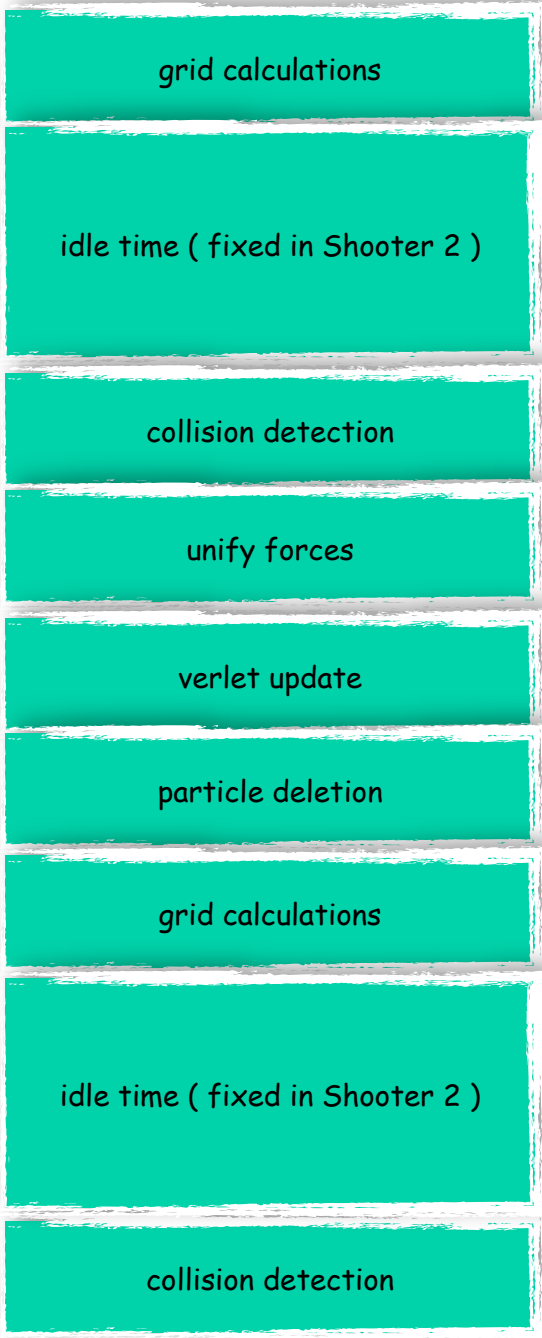 grid calculations
idle time ( fixed in Shooter 2 )
collision detection
unify forces
verlet update
particle deletion
grid calculations
idle time ( fixed in Shooter 2 )
collision detection